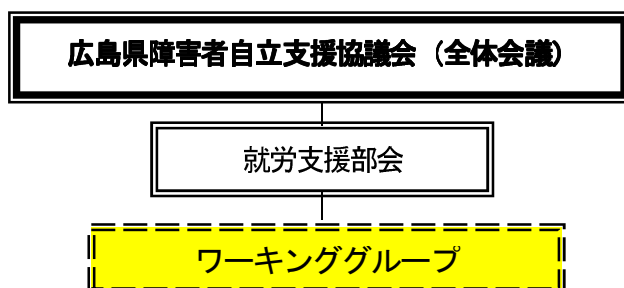 広島県障害者自立支援協議会（全体会議）
就労支援部会
ワーキンググループ